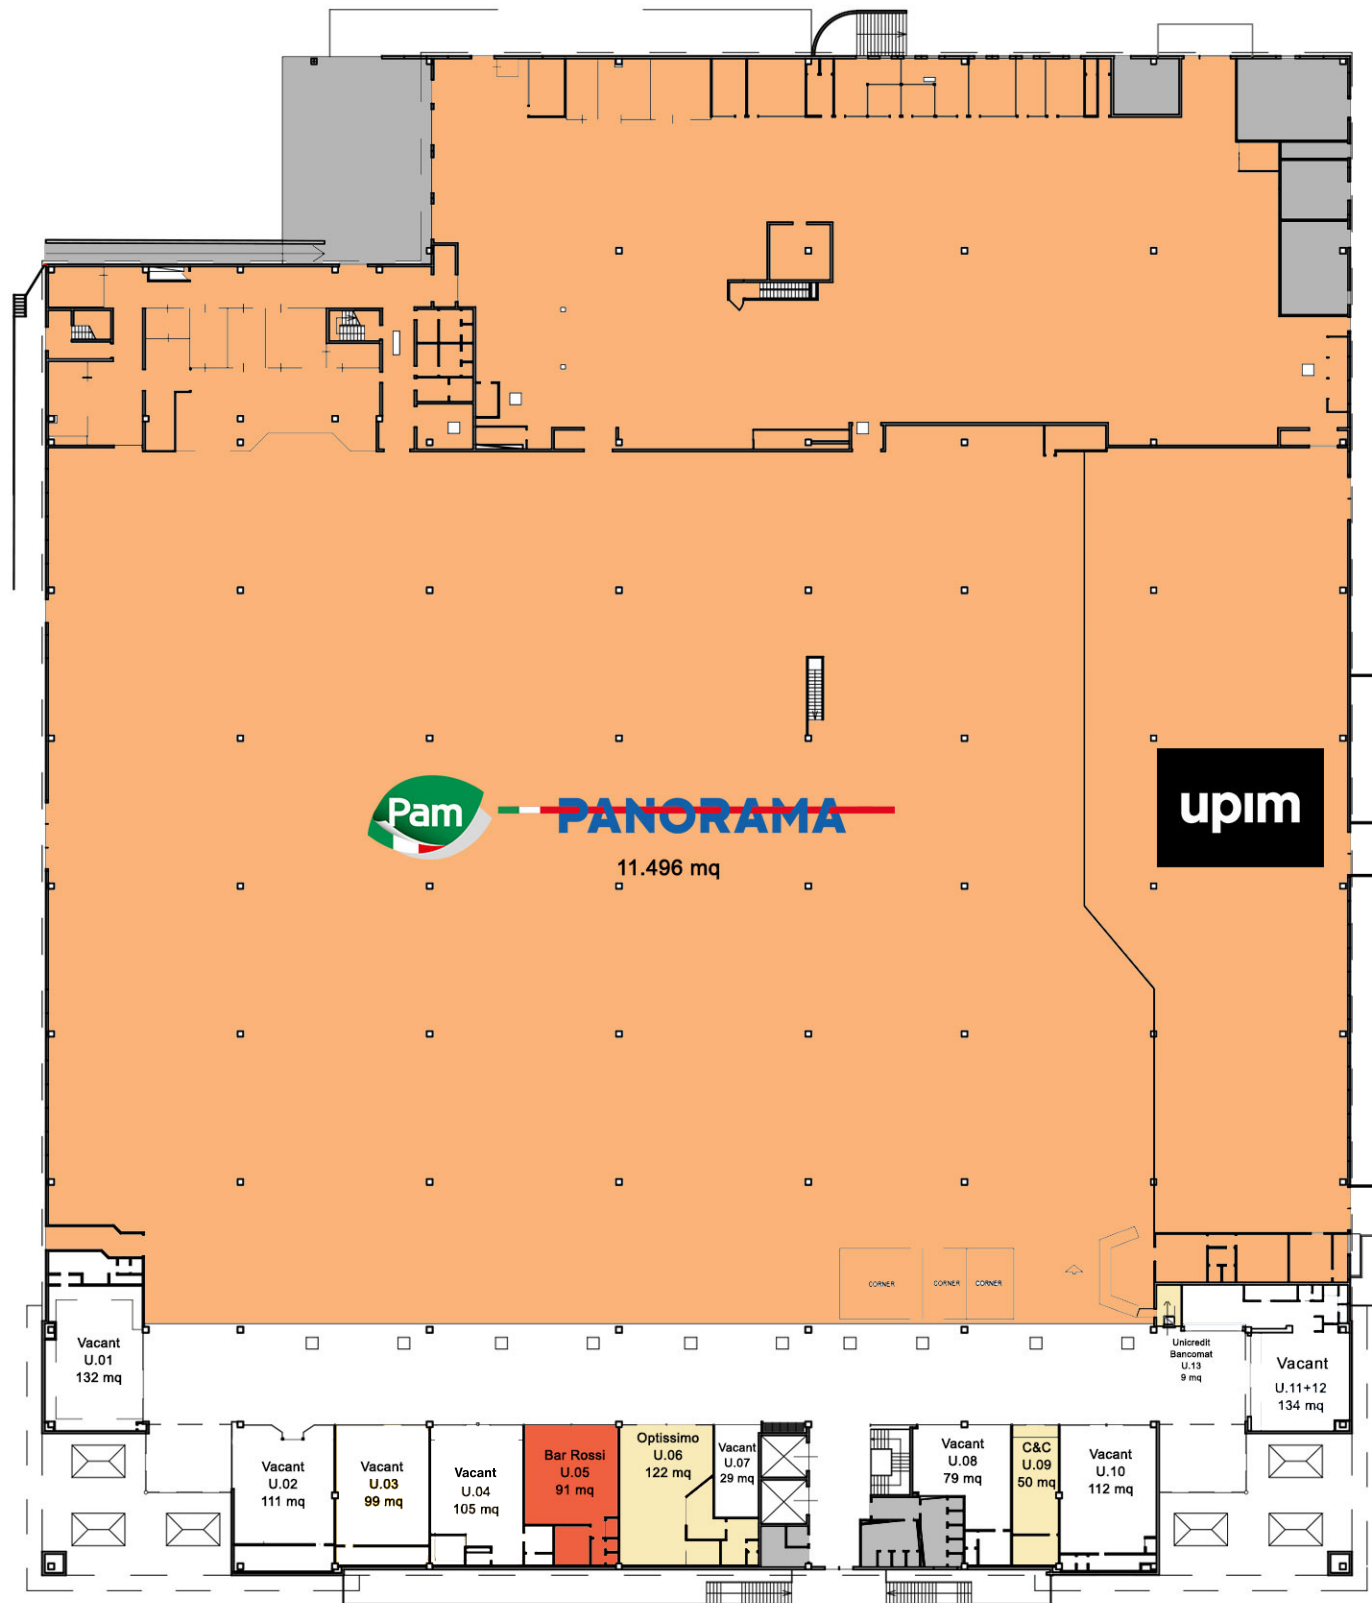 Pam
PANORAMA
11.496 mq
upim
CORNER
CORNER
CORNER
Vacant
U.01
132 mq
Unicredit
Bancomat
U.13
9 mq
Vacant
U.11+12
134 mq
Vacant
U.02
111 mq
Vacant
U.03
99 mq
Vacant
U.04
105 mq
Bar Rossi
U.05
91 mq
Optissimo
U.06
122 mq
Vacant
U.07
29 mq
Vacant
U.08
79 mq
C&C
U.09
50 mq
Vacant
U.10
112 mq